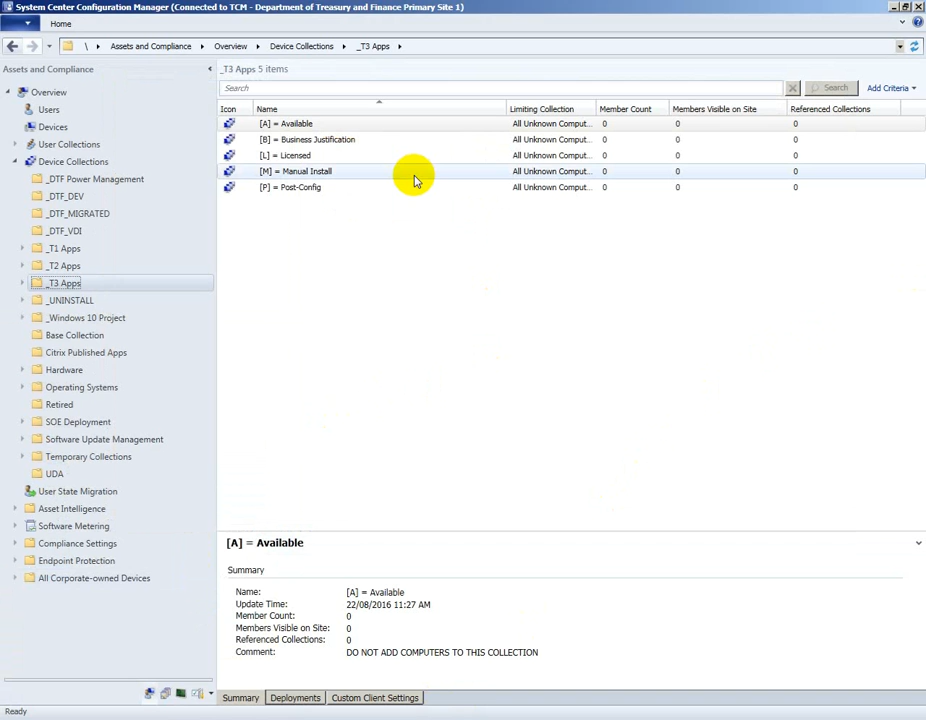 System Center Configuration Manager (Connected to TCM - Department of Treasury and Finance Primary Site 1)
Home
\ Assets and Compliance Overview Device Collections _T3 Apps
Assets and Compliance
Overview
Users
Devices
User Collections
Device Collections
_DTF Power Management
_DTF_DEV
_DTF_MIGRATED
_DTF_VDI
_T1 Apps
_T2 Apps
_T3 Apps
_UNINSTALL
_Windows 10 Project
Base Collection
Citrix Published Apps
Hardware
Operating Systems
Retired
SOE Deployment
Software Update Management
Temporary Collections
UDA
User State Migration
Asset Intelligence
Software Metering
Compliance Settings
Endpoint Protection
All Corporate-owned Devices
_T3 Apps 5 items
Search Search Add Criteria
Icon Name Limiting Collection Member Count Members Visible on Site Referenced Collections
[A] = Available All Unknown Comput... 0 0 0
[B] = Business Justification All Unknown Comput... 0 0 0
[L] = Licensed All Unknown Comput... 0 0 0
[M] = Manual Install All Unknown Comput... 0 0 0
[P] = Post-Config All Unknown Comput... 0 0 0
[A] = Available
Summary
Name: [A] = Available
Update Time: 22/08/2016 11:27 AM
Member Count: 0
Members Visible on Site: 0
Referenced Collections: 0
Comment: DO NOT ADD COMPUTERS TO THIS COLLECTION
Summary Deployments Custom Client Settings
Ready